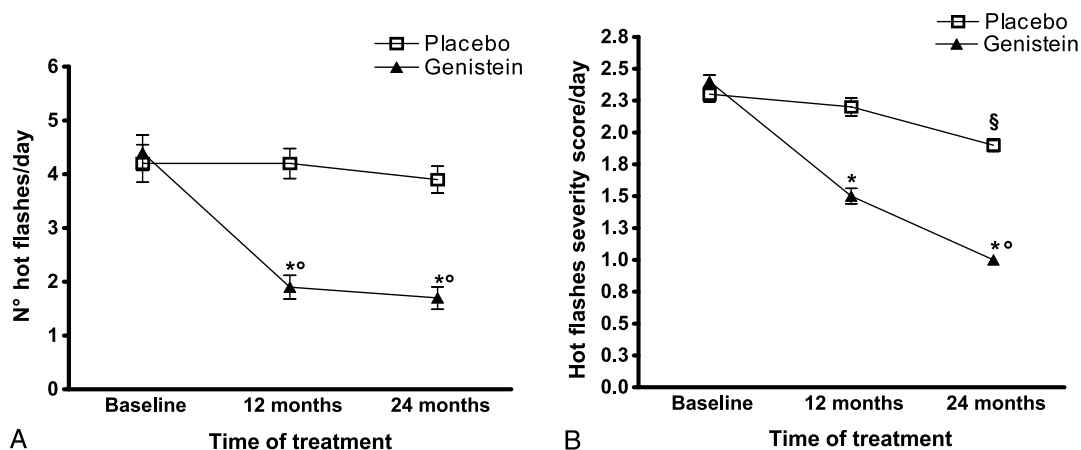 Placebo
Genistein
N° hot flashes/day
6
5
4
3
2
1
0
*°
*°
Baseline 12 months 24 months
Time of treatment
A
Placebo
Genistein
Hot flashes severity score/day
2.8
2.5
2.3
2.0
1.8
1.5
1.3
1.0
0.8
0.5
0.3
0.0
§
*
*°
Baseline 12 months 24 months
Time of treatment
B